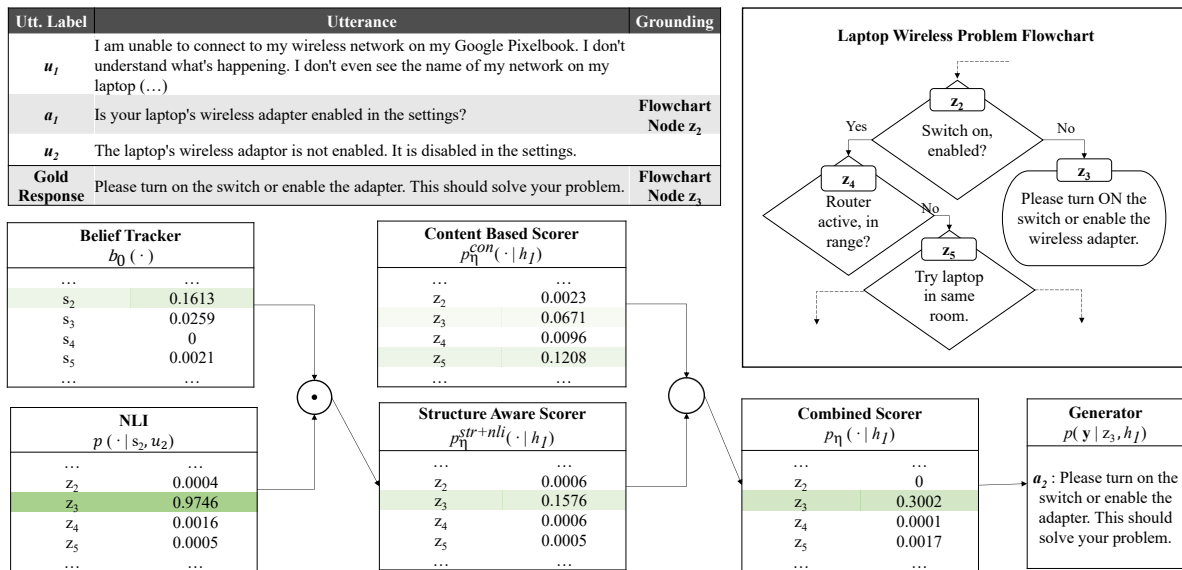 Utt. Label Utterance Grounding
u1 I am unable to connect to my wireless network on my Google Pixelbook. I don't
understand what's happening. I don't even see the name of my network on my
laptop (…)
a1 Is your laptop's wireless adapter enabled in the settings? Flowchart
Node z2
u2 The laptop's wireless adaptor is not enabled. It is disabled in the settings.
Gold
Response Please turn on the switch or enable the adapter. This should solve your problem. Flowchart
Node z3
Laptop Wireless Problem Flowchart
z2
Switch on,
enabled?
Yes
No
z4
Router
active, in
range?
z3
Please turn ON the
switch or enable the
wireless adapter.
No
z5
Try laptop
in same
room.
Belief Tracker
b0 ( · )
… …
s2 0.1613
s3 0.0259
s4 0
s5 0.0021
… …
NLI
p ( · | s2, u2)
… …
z2 0.0004
z3 0.9746
z4 0.0016
z5 0.0005
… …
Content Based Scorer
pη^con( · | h1)
… …
z2 0.0023
z3 0.0671
z4 0.0096
z5 0.1208
… …
Structure Aware Scorer
pη^str+nli( · | h1)
… …
z2 0.0006
z3 0.1576
z4 0.0006
z5 0.0005
… …
Combined Scorer
pη( · | h1)
… …
z2 0
z3 0.3002
z4 0.0001
z5 0.0017
… …
Generator
p( y | z3, h1)
a2 : Please turn on the
switch or enable the
adapter. This should
solve your problem.